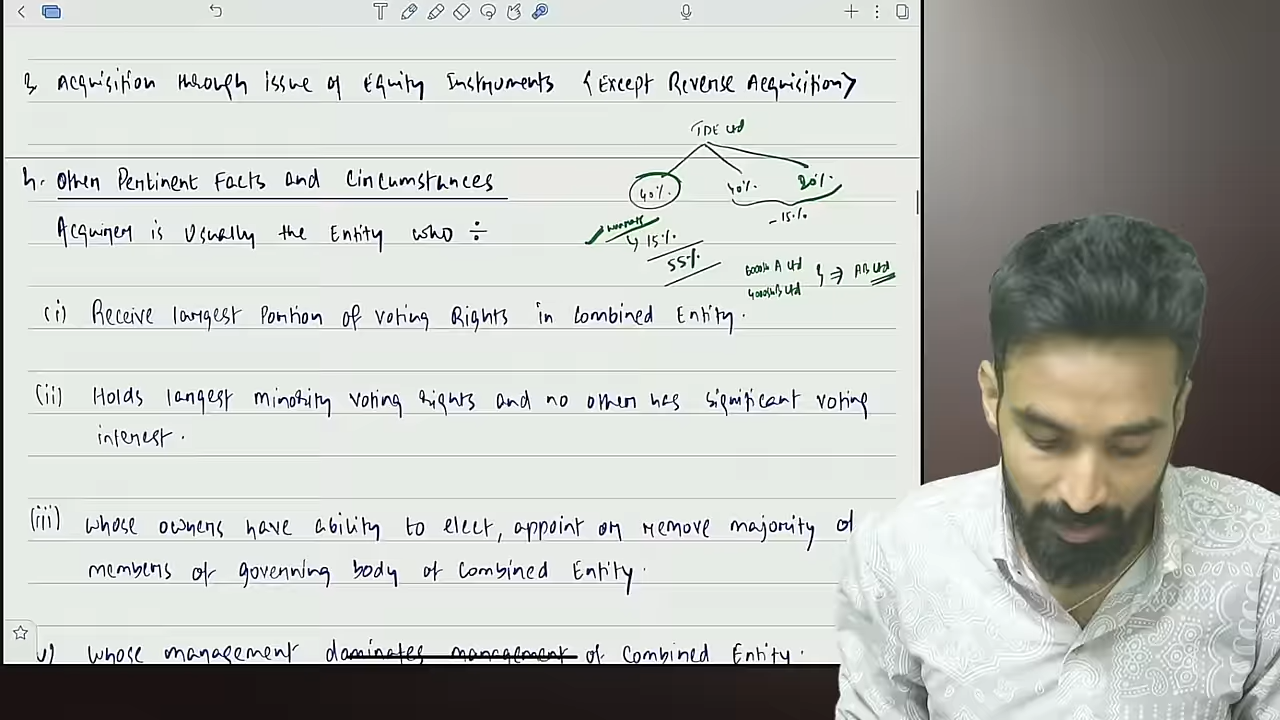 Acquisition through issue of Equity Instruments {Except Reverse Acquisition}
TDE Ltd
40% 40% 20%
-15%
Warrants
15%
55%
6000sh A Ltd
4000sh B Ltd
⇒ AB Ltd
h. Other Pertinent Facts and Circumstances
Acquirer is Usually the Entity who ÷
(i) Receive largest Portion of Voting Rights in Combined Entity.
(ii) Holds largest minority voting rights and no other has significant voting
interest.
(iii) whose owners have ability to elect, appoint or remove majority of
members of governing body of Combined Entity.
whose management dominates management of Combined Entity.